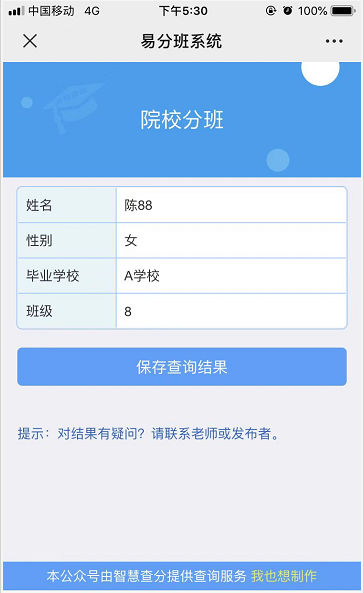 中国移动 4G 下午5:30 100%
易分班系统
院校分班
姓名 陈88
性别 女
毕业学校 A学校
班级 8
保存查询结果
提示：对结果有疑问？请联系老师或发布者。
本公众号由智慧查分提供查询服务 我也想制作